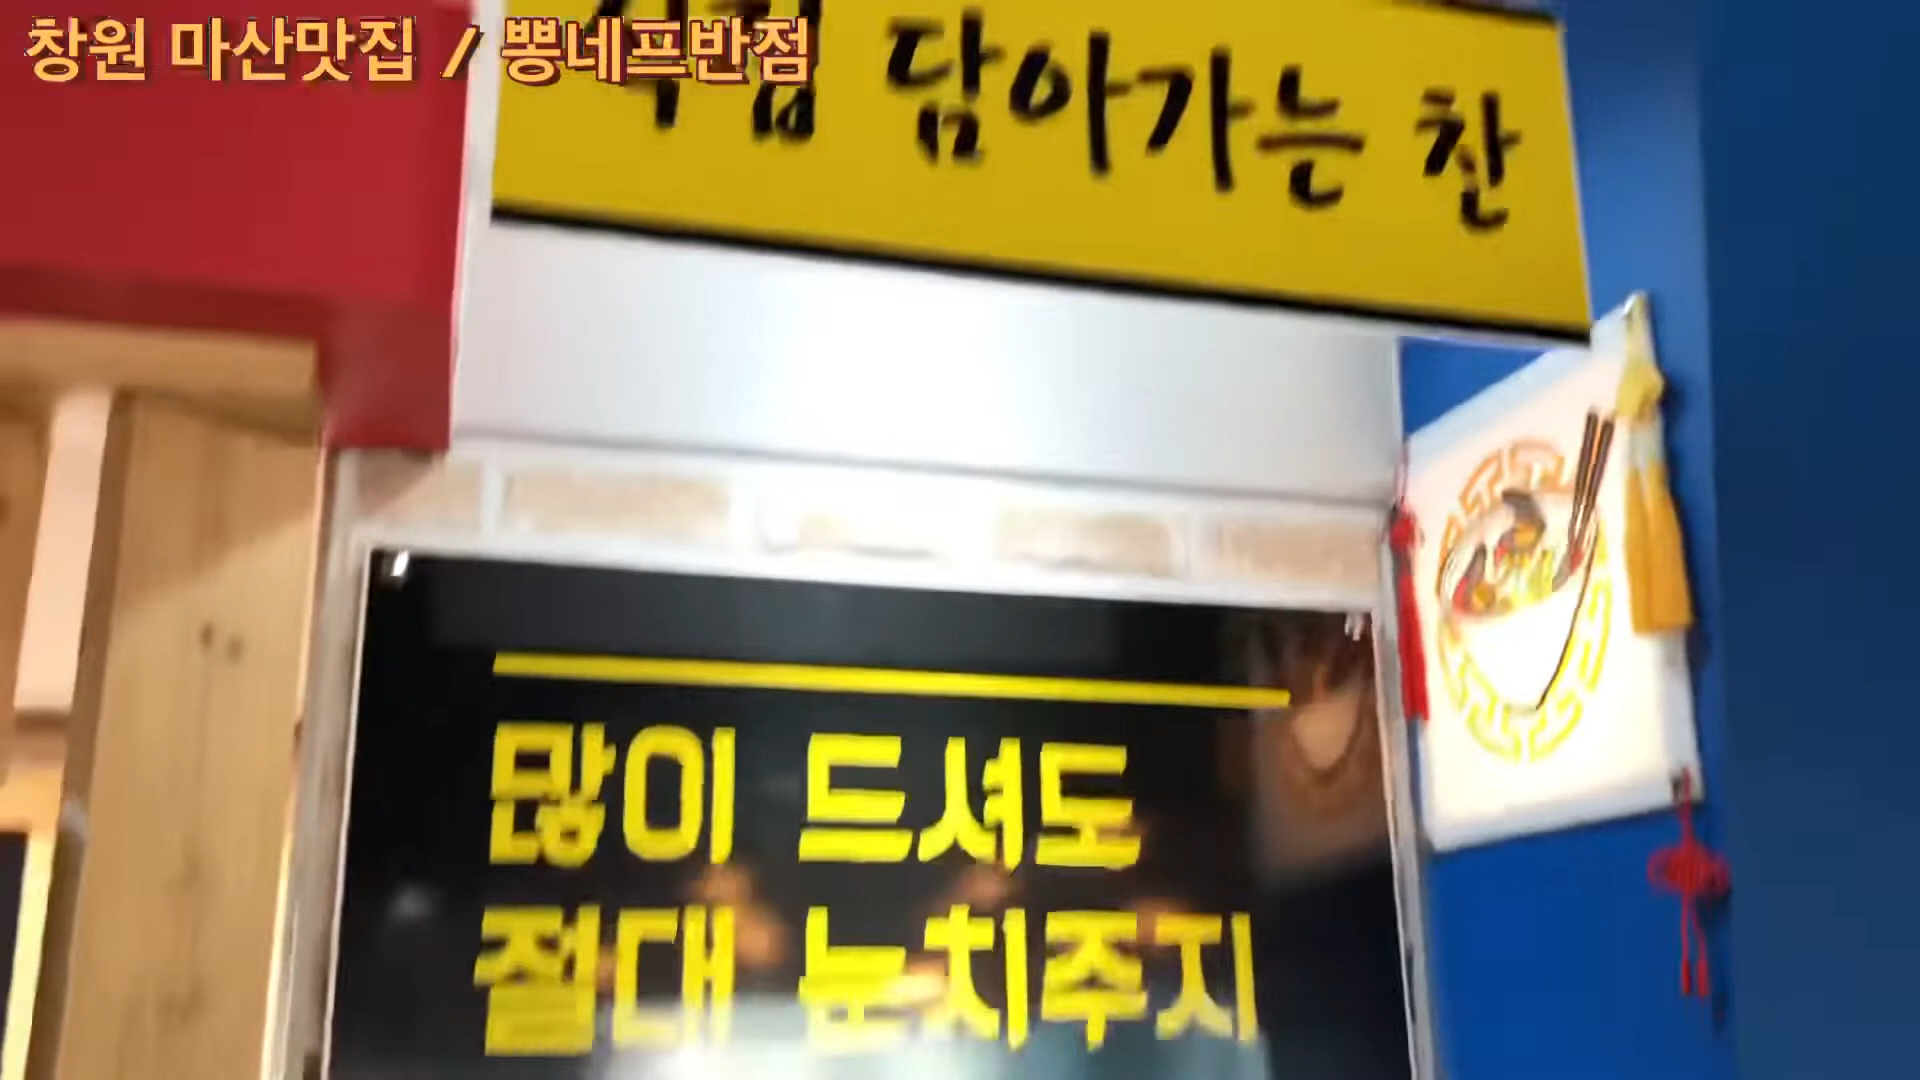 창원 마산맛집 / 뽕네프반점
담아가는 찬
많이 드셔도
절대 눈치주지